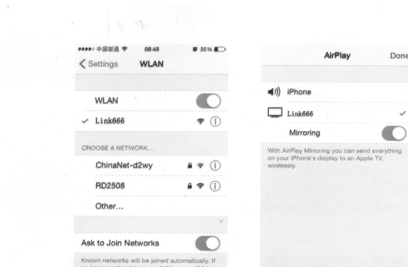 中国联通 08:45 35%
Settings WLAN
WLAN
Link666
CHOOSE A NETWORK...
ChinaNet-d2wy
RD2508
Other...
Ask to Join Networks
Known networks will be joined automatically. If
AirPlay Done
iPhone
Link666
Mirroring
With AirPlay Mirroring you can send everything
on your iPhone's display to an Apple TV,
wirelessly.